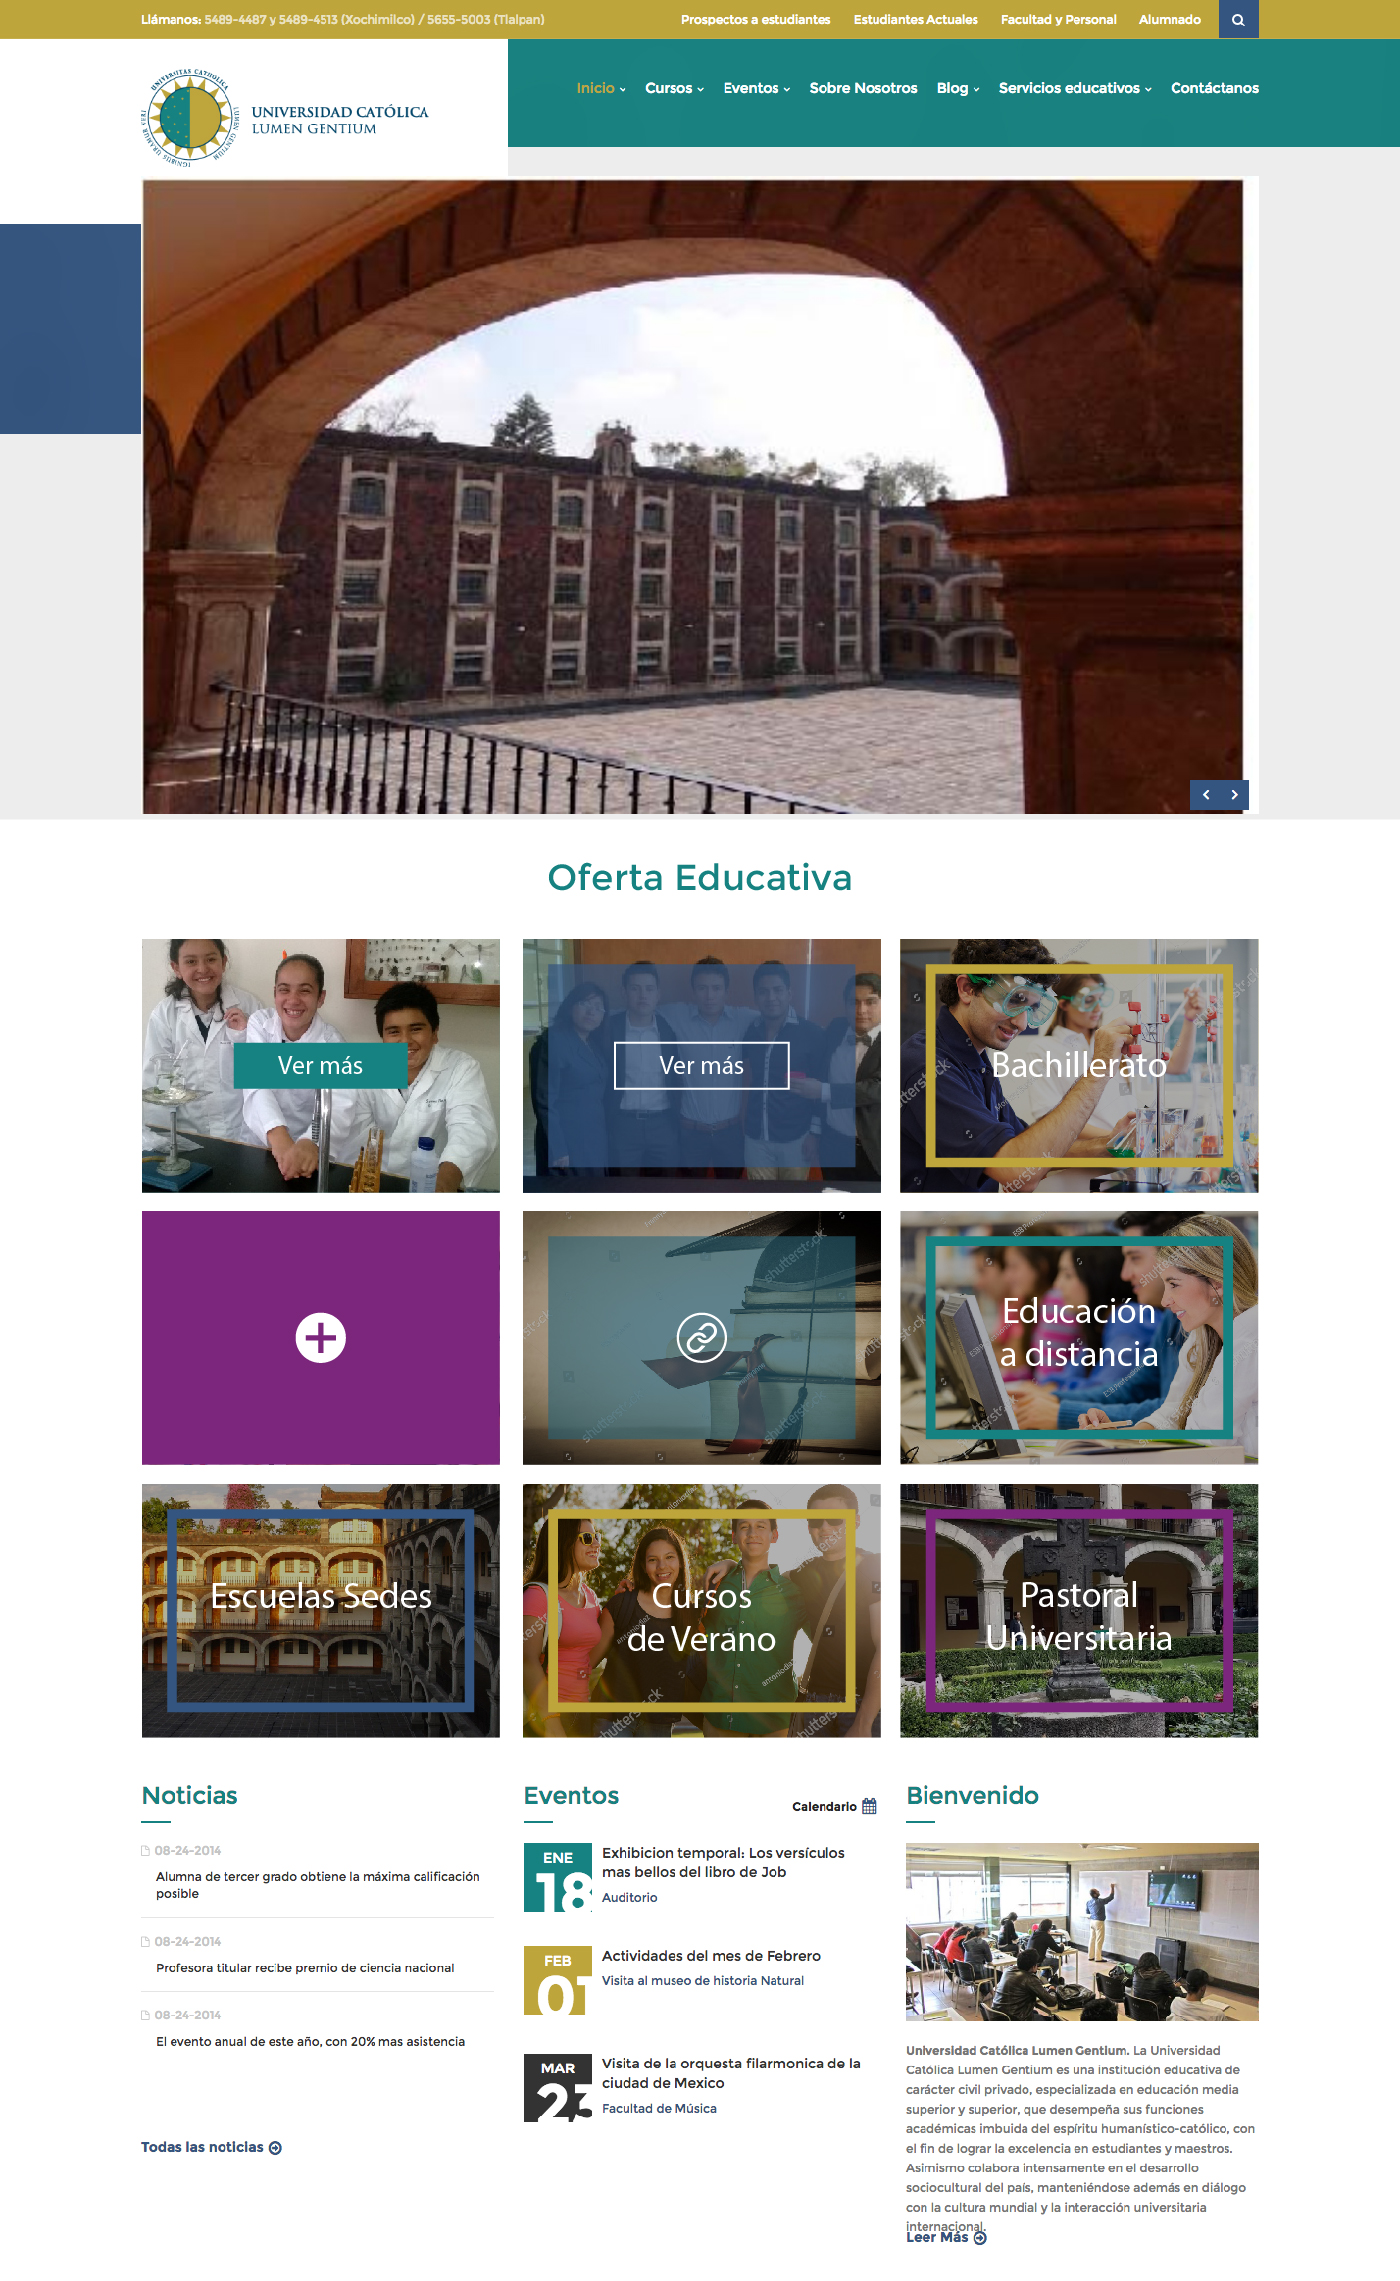 Llámanos: 5489-4487 y 5489-4513 (Xochimilco) / 5655-5003 (Tlalpan)
Prospectos a estudiantes
Estudiantes Actuales
Facultad y Personal
Alumnado
UNIVERSITAS CATHOLICA
LUMEN GENTIUM
UNIVERSIDAD CATÓLICA
LUMEN GENTIUM
Inicio
Cursos
Eventos
Sobre Nosotros
Blog
Servicios educativos
Contáctanos
Oferta Educativa
Ver más
Ver más
Bachillerato
shutterstock
Educación
a distancia
shutterstock
shutterstock
Escuelas Sedes
Cursos
de Verano
antoniodiaz
shutterstock
Pastoral
Universitaria
Noticias
08-24-2014
Alumna de tercer grado obtiene la máxima calificación
posible
08-24-2014
Profesora titular recibe premio de ciencia nacional
08-24-2014
El evento anual de este año, con 20% mas asistencia
Todas las noticias
Eventos
Calendario
ENE
18
Exhibicion temporal: Los versículos
mas bellos del libro de Job
Auditorio
FEB
01
Actividades del mes de Febrero
Visita al museo de historia Natural
MAR
23
Visita de la orquesta filarmonica de la
ciudad de Mexico
Facultad de Música
Bienvenido
Universidad Católica Lumen Gentium. La Universidad
Católica Lumen Gentium es una institución educativa de
carácter civil privado, especializada en educación media
superior y superior, que desempeña sus funciones
académicas imbuida del espíritu humanístico-católico, con
el fin de lograr la excelencia en estudiantes y maestros.
Asimismo colabora intensamente en el desarrollo
sociocultural del país, manteniéndose además en diálogo
con la cultura mundial y la interacción universitaria
internacional.
Leer Más